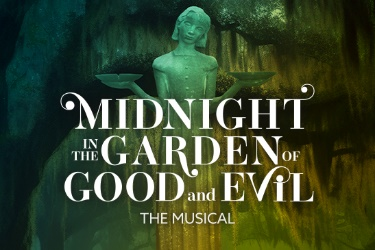 MIDNIGHT
IN THE GARDEN OF
GOOD and EViL
THE MUSICAL